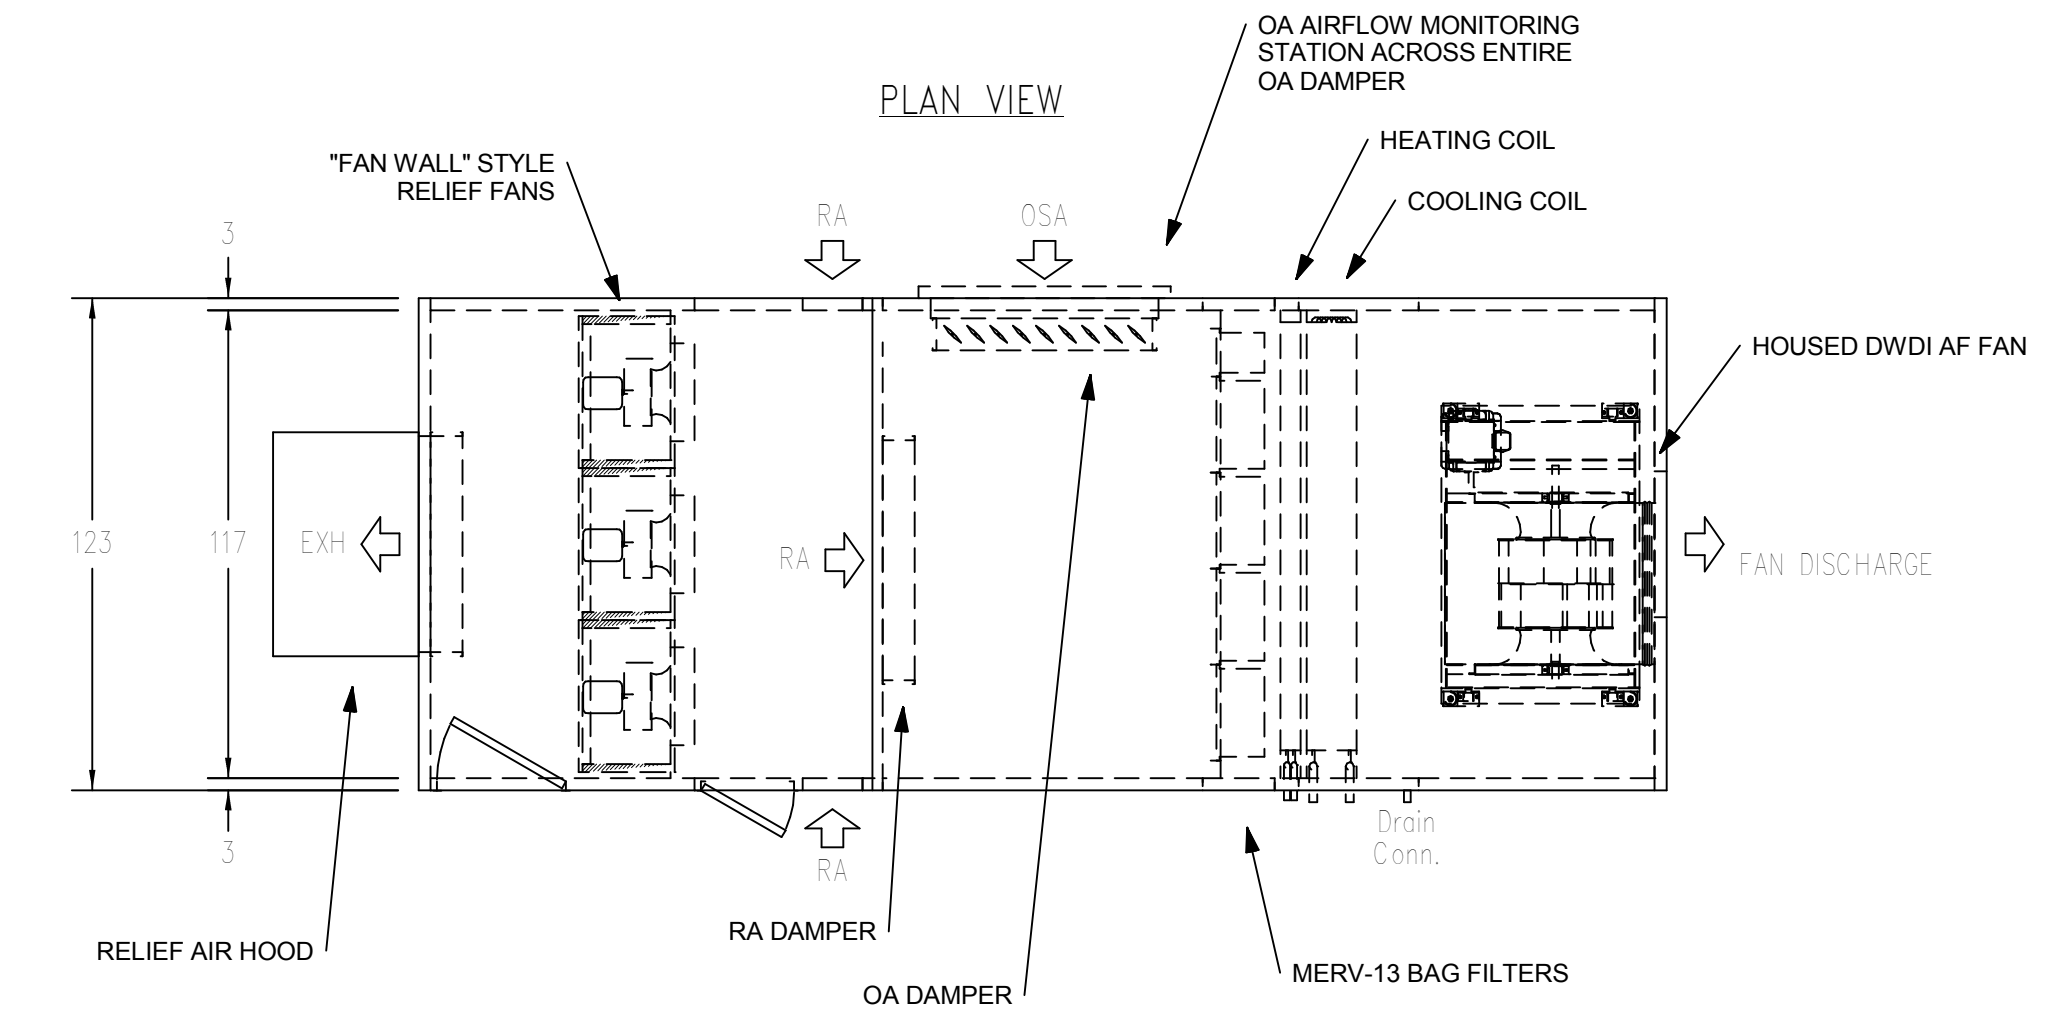 OA AIRFLOW MONITORING
STATION ACROSS ENTIRE
OA DAMPER
PLAN VIEW
HEATING COIL
"FAN WALL" STYLE
RELIEF FANS
COOLING COIL
RA
OSA
3
HOUSED DWDI AF FAN
123
117
EXH
RA
FAN DISCHARGE
Drain
Conn.
3
RA
RA DAMPER
RELIEF AIR HOOD
MERV-13 BAG FILTERS
OA DAMPER